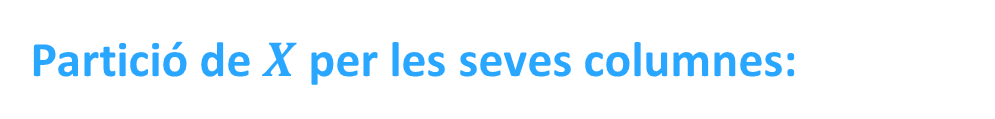 Partició de X per les seves columnes: